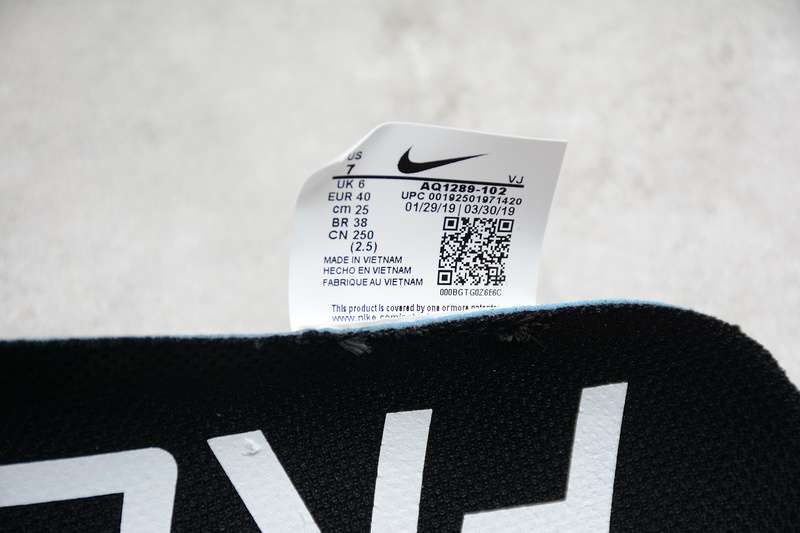 US
7
VJ
UK 6
AQ1289-102
EUR 40
UPC 00192501971420
cm 25
01/29/19 03/30/19
BR 38
CN 250
(2.5)
MADE IN VIETNAM
HECHO EN VIETNAM
FABRIQUE AU VIETNAM
000BGTG0Z6E6C
This product is covered by one or more patents